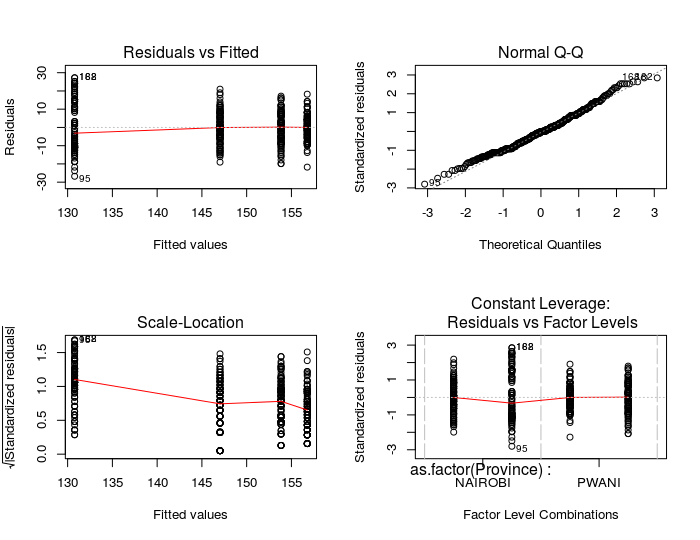 Residuals vs Fitted
Residuals
30
10
-10
-30
95
130 135 140 145 150 155
Fitted values
Normal Q-Q
Standardized residuals
3
2
1
-1
-3
95
-3 -2 -1 0 1 2 3
Theoretical Quantiles
Scale-Location
√|Standardized residuals|
1.5
1.0
0.5
0.0
130 135 140 145 150 155
Fitted values
Constant Leverage:
Residuals vs Factor Levels
Standardized residuals
3
1
-1
-3
95
as.factor(Province) :
NAIROBI PWANI
Factor Level Combinations